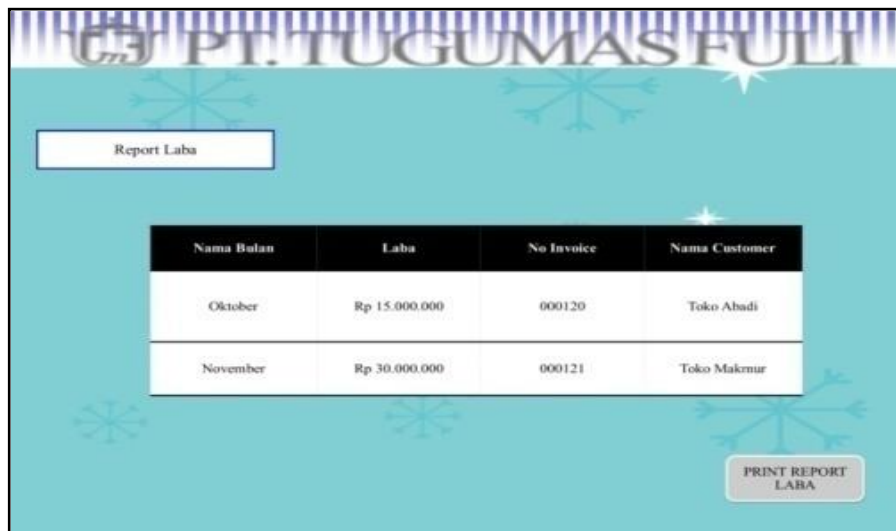 PT. TUGUMAS FULI
Report Laba
Nama Bulan Laba No Invoice Nama Customer
Oktober Rp 15.000.000 000120 Toko Abadi
November Rp 30.000.000 000121 Toko Makmur
PRINT REPORT
LABA